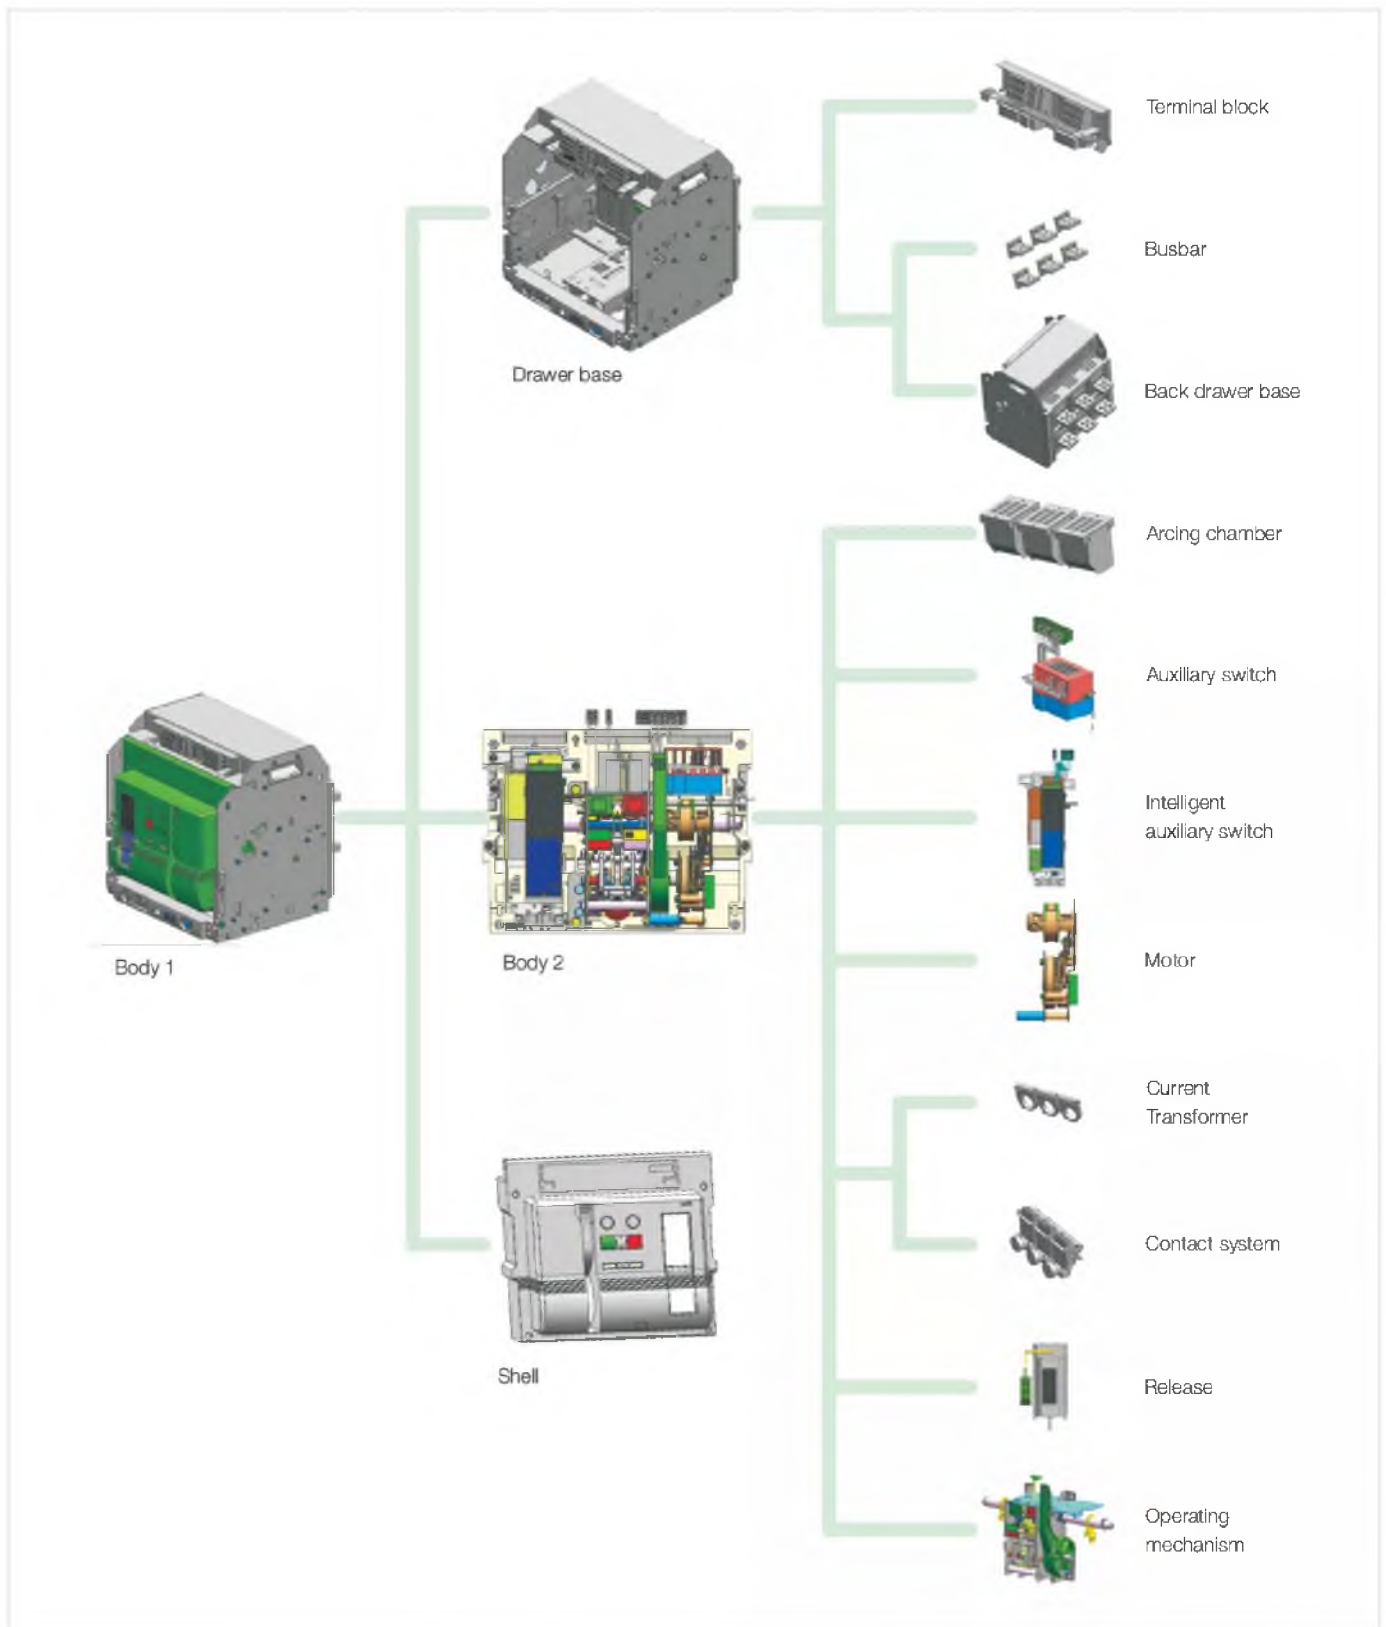 Terminal block
Busbar
Drawer base
Back drawer base
Arcing chamber
Auxiliary switch
Intelligent
auxiliary switch
Body 1
Body 2
Motor
Current
Transformer
Contact system
Shell
Release
Operating
mechanism